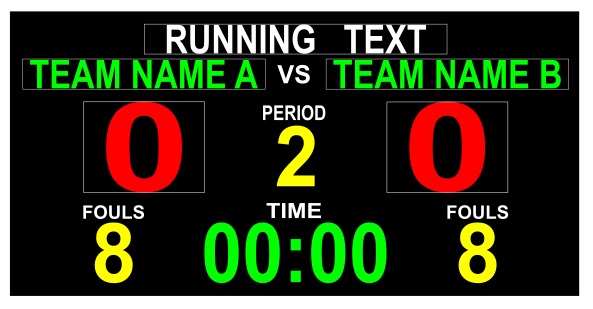 RUNNING TEXT
TEAM NAME A VS TEAM NAME B
PERIOD
0 2 0
FOULS TIME FOULS
8 00:00 8